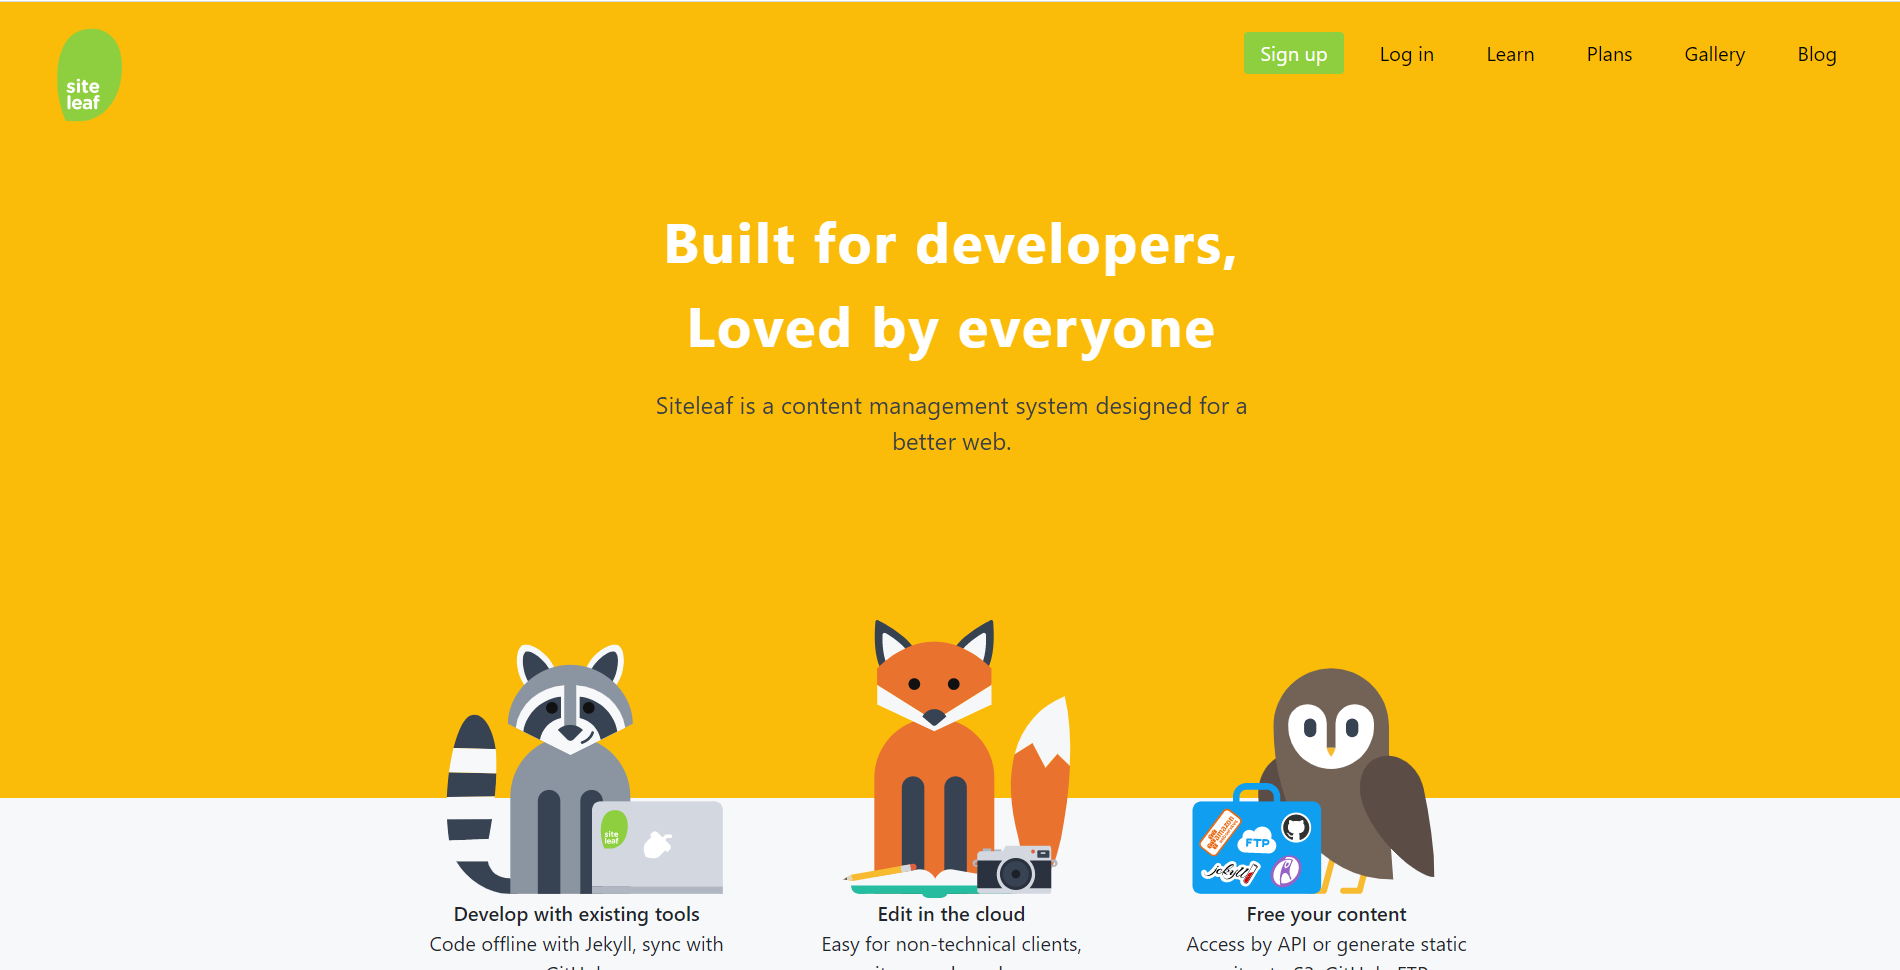 site
leaf
Sign up
Log in
Learn
Plans
Gallery
Blog
Built for developers,
Loved by everyone
Siteleaf is a content management system designed for a
better web.
site
leaf
amazon
FTP
jekyll
Develop with existing tools
Code offline with Jekyll, sync with
Edit in the cloud
Easy for non-technical clients,
Free your content
Access by API or generate static